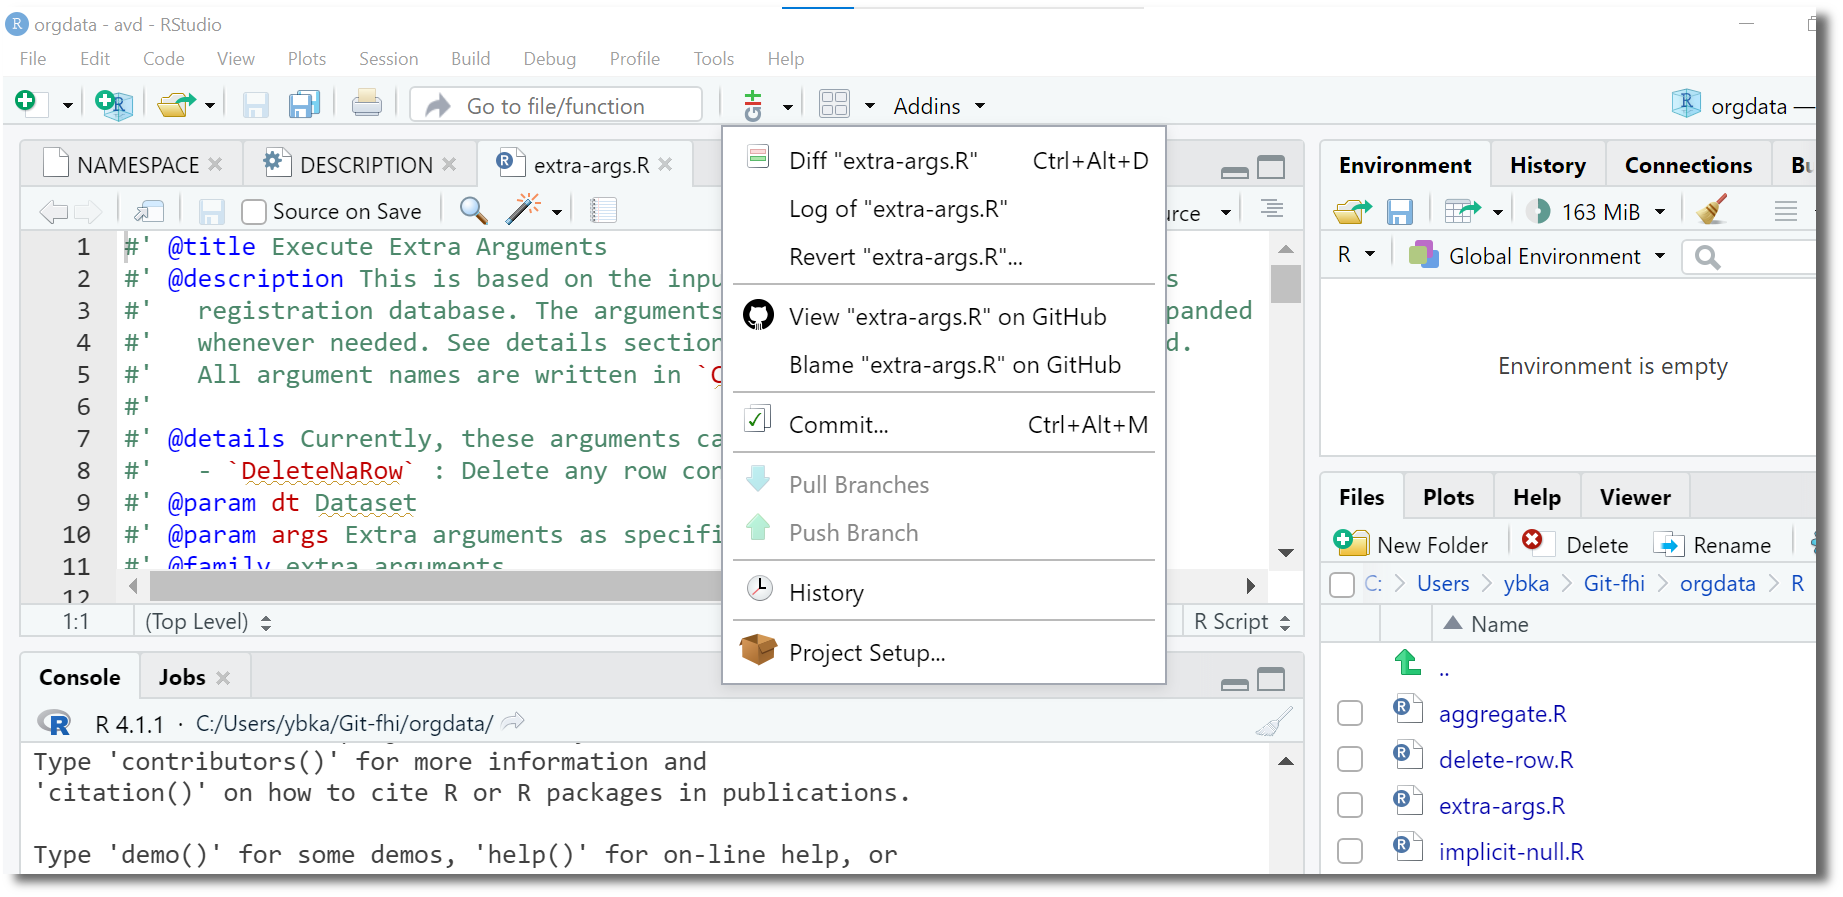 orgdata - avd - RStudio
File Edit Code View Plots Session Build Debug Profile Tools Help
Go to file/function Addins orgdata —
NAMESPACE DESCRIPTION extra-args.R
Source on Save
1 #' @title Execute Extra Arguments
2 #' @description This is based on the inpu s
3 #' registration database. The arguments panded
4 #' whenever needed. See details section d.
5 #' All argument names are written in `C
6 #'
7 #' @details Currently, these arguments ca
8 #' - `DeleteNaRow` : Delete any row con
9 #' @param dt Dataset
10 #' @param args Extra arguments as specifi
11 #' @family extra arguments
12
1:1 (Top Level) R Script
Diff "extra-args.R" Ctrl+Alt+D
Log of "extra-args.R"
Revert "extra-args.R"...
View "extra-args.R" on GitHub
Blame "extra-args.R" on GitHub
Commit... Ctrl+Alt+M
Pull Branches
Push Branch
History
Project Setup...
Console Jobs
R 4.1.1 · C:/Users/ybka/Git-fhi/orgdata/
Type 'contributors()' for more information and
'citation()' on how to cite R or R packages in publications.
Type 'demo()' for some demos, 'help()' for on-line help, or
Environment History Connections Bu
163 MiB
R Global Environment
Environment is empty
Files Plots Help Viewer
New Folder Delete Rename
C: Users ybka Git-fhi orgdata R
Name
..
aggregate.R
delete-row.R
extra-args.R
implicit-null.R